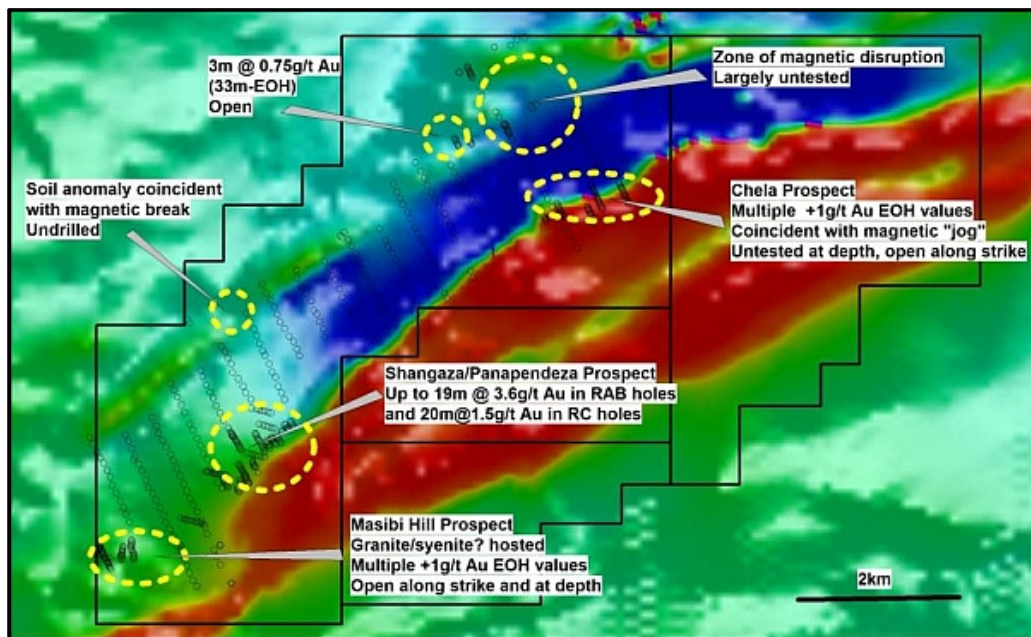 3m @ 0.75g/t Au
(33m-EOH)
Open
Zone of magnetic disruption
Largely untested
Soil anomaly coincident
with magnetic break
Undrilled
Chela Prospect
Multiple +1g/t Au EOH values
Coincident with magnetic "jog"
Untested at depth, open along strike
Shangaza/Panapendeza Prospect
Up to 19m @ 3.6g/t Au in RAB holes
and 20m@1.5g/t Au in RC holes
Masibi Hill Prospect
Granite/syenite? hosted
Multiple +1g/t Au EOH values
Open along strike and at depth
2km